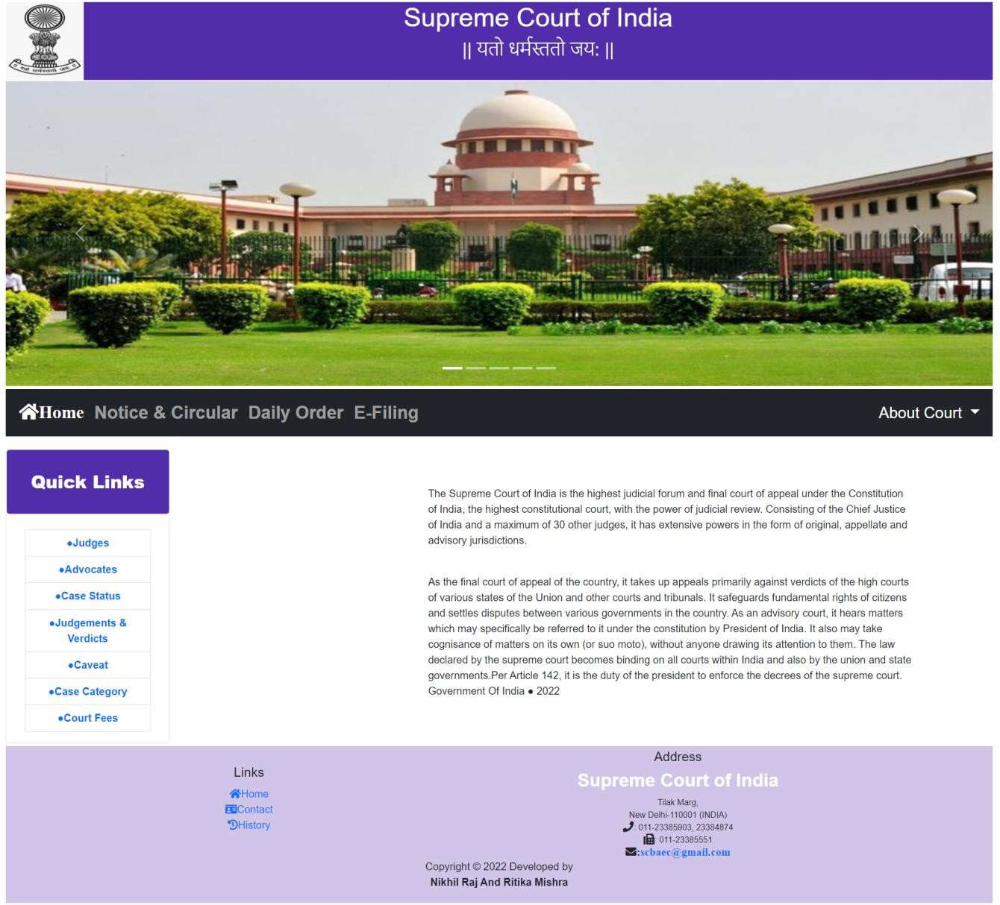 Supreme Court of India
|| यतो धर्मस्ततो जय: ||
|| यतो धर्मस्ततो जय: ||
Home Notice & Circular Daily Order E-Filing About Court
Quick Links
●Judges
●Advocates
●Case Status
●Judgements &
Verdicts
●Caveat
●Case Category
●Court Fees
The Supreme Court of India is the highest judicial forum and final court of appeal under the Constitution
of India, the highest constitutional court, with the power of judicial review. Consisting of the Chief Justice
of India and a maximum of 30 other judges, it has extensive powers in the form of original, appellate and
advisory jurisdictions.
As the final court of appeal of the country, it takes up appeals primarily against verdicts of the high courts
of various states of the Union and other courts and tribunals. It safeguards fundamental rights of citizens
and settles disputes between various governments in the country. As an advisory court, it hears matters
which may specifically be referred to it under the constitution by President of India. It also may take
cognisance of matters on its own (or suo moto), without anyone drawing its attention to them. The law
declared by the supreme court becomes binding on all courts within India and also by the union and state
governments.Per Article 142, it is the duty of the president to enforce the decrees of the supreme court.
Government Of India ● 2022
Links
Home
Contact
History
Address
Supreme Court of India
Tilak Marg,
New Delhi-110001 (INDIA)
: 011-23385903, 23384874
: 011-23385551
:scbaec@gmail.com
Copyright © 2022 Developed by
Nikhil Raj And Ritika Mishra